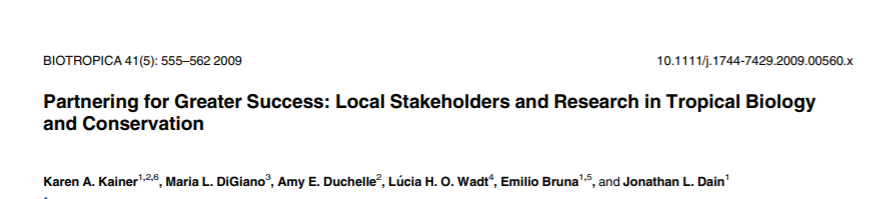 BIOTROPICA 41(5): 555–562 2009 10.1111/j.1744-7429.2009.00560.x
Partnering for Greater Success: Local Stakeholders and Research in Tropical Biology
and Conservation
Karen A. Kainer1,2,6, Maria L. DiGiano3, Amy E. Duchelle2, Lúcia H. O. Wadt4, Emilio Bruna1,5, and Jonathan L. Dain1